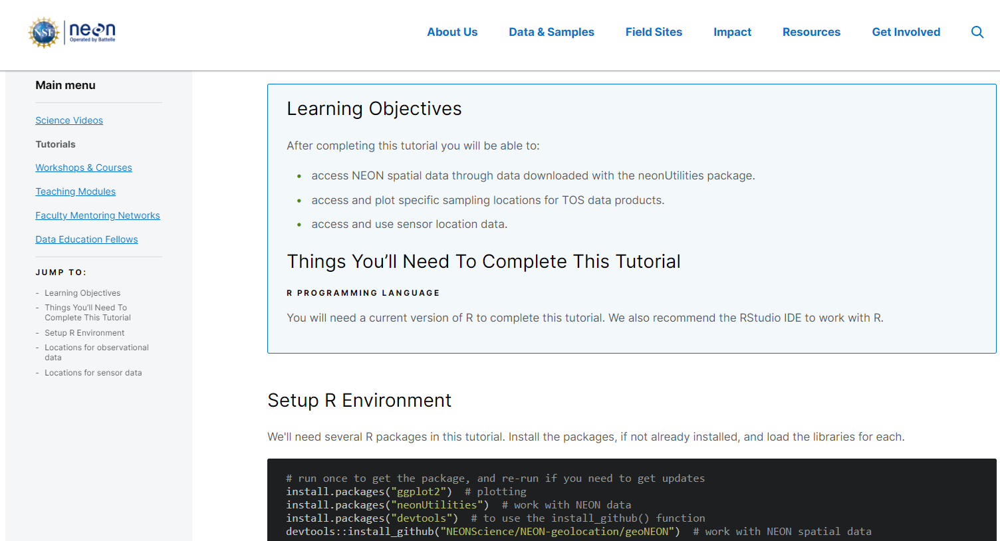 NSF neon
Operated by Battelle
About Us Data & Samples Field Sites Impact Resources Get Involved
Main menu
Science Videos
Tutorials
Workshops & Courses
Teaching Modules
Faculty Mentoring Networks
Data Education Fellows
JUMP TO:
- Learning Objectives
- Things You’ll Need To
Complete This Tutorial
- Setup R Environment
- Locations for observational
data
- Locations for sensor data
Learning Objectives
After completing this tutorial you will be able to:
• access NEON spatial data through data downloaded with the neonUtilities package.
• access and plot specific sampling locations for TOS data products.
• access and use sensor location data.
Things You’ll Need To Complete This Tutorial
R PROGRAMMING LANGUAGE
You will need a current version of R to complete this tutorial. We also recommend the RStudio IDE to work with R.
Setup R Environment
We'll need several R packages in this tutorial. Install the packages, if not already installed, and load the libraries for each.
# run once to get the package, and re-run if you need to get updates
install.packages("ggplot2")  # plotting
install.packages("neonUtilities")  # work with NEON data
install.packages("devtools")  # to use the install_github() function
devtools::install_github("NEONScience/NEON-geolocation/geoNEON")  # work with NEON spatial data